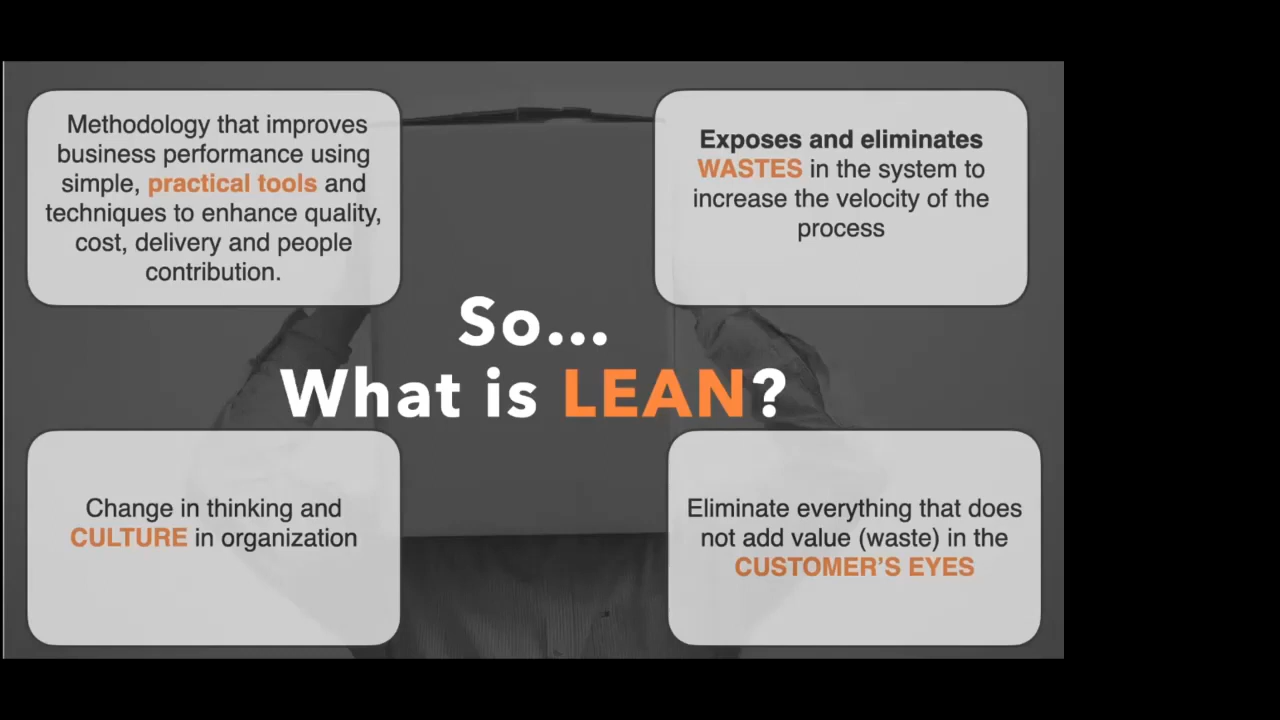 Methodology that improves
business performance using
simple, practical tools and
techniques to enhance quality,
cost, delivery and people
contribution.
Exposes and eliminates
WASTES in the system to
increase the velocity of the
process
So...
What is LEAN?
Change in thinking and
CULTURE in organization
Eliminate everything that does
not add value (waste) in the
CUSTOMER'S EYES